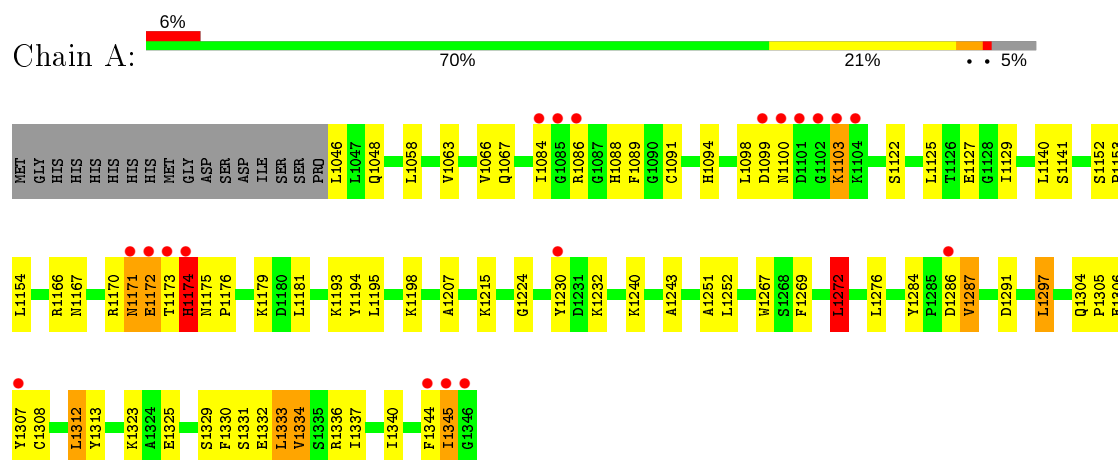 6%
Chain A:
70% 21% • • 5%
MET GLY HIS HIS HIS HIS HIS HIS MET GLY ASP SER ASP ILE SER SER PRO L1046 L1047 Q1048 L1058 V1063 V1066 Q1067 I1084 G1085 R1086 G1087 H1088 F1089 G1090 C1091 H1094 L1098 D1099 N1100 D1101 G1102 K1103 K1104 S1122 L1125 T1126 E1127 G1128 I1129 L1140 S1141 S1152 P1153
L1154 R1166 N1167 R1170 N1171 E1172 T1173 H1174 N1175 P1176 K1179 D1180 L1181 K1193 Y1194 L1195 K1198 A1207 K1215 G1224 Y1230 D1231 K1232 K1240 A1243 A1251 L1252 W1267 S1268 F1269 L1272 L1276 Y1284 P1285 D1286 V1287 D1291 L1297 Q1304 P1305 E1306
Y1307 C1308 L1312 Y1313 K1323 A1324 E1325 S1329 F1330 S1331 E1332 L1333 V1334 S1335 R1336 I1337 I1340 F1344 I1345 G1346